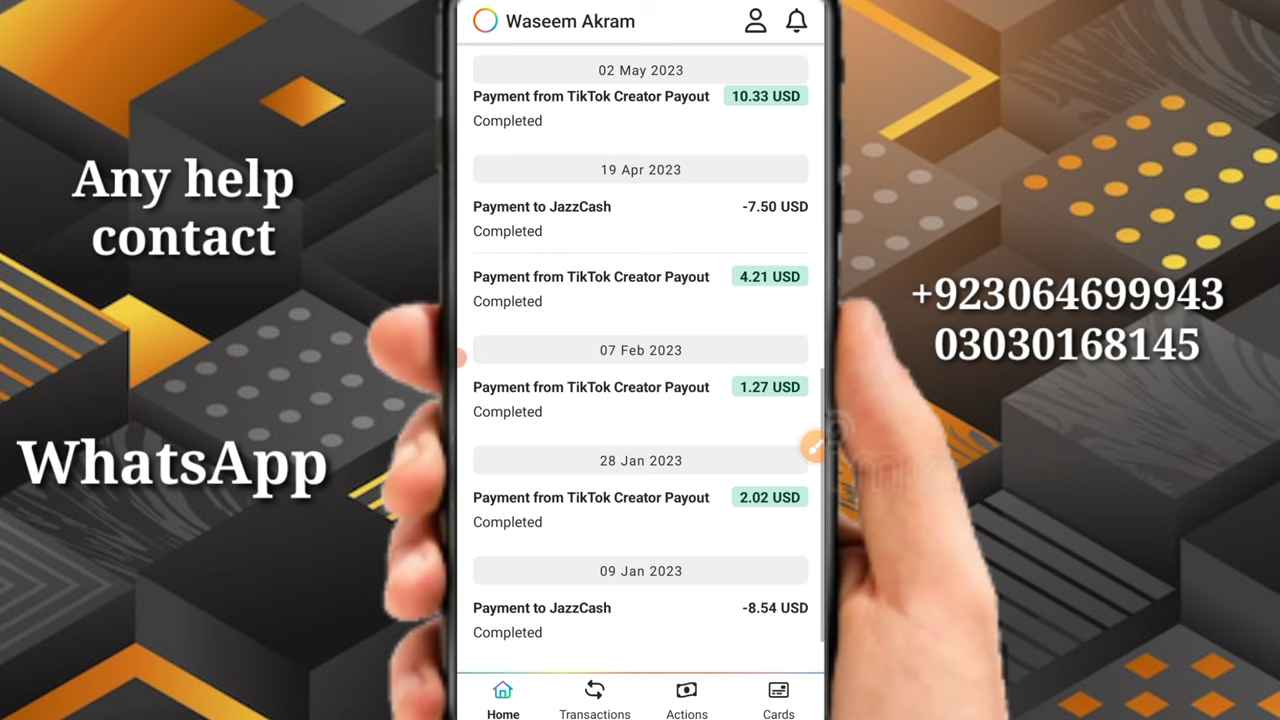 Any help
contact
WhatsApp
Waseem Akram
02 May 2023
Payment from TikTok Creator Payout 10.33 USD
Completed
19 Apr 2023
Payment to JazzCash -7.50 USD
Completed
Payment from TikTok Creator Payout 4.21 USD
Completed
07 Feb 2023
Payment from TikTok Creator Payout 1.27 USD
Completed
28 Jan 2023
Payment from TikTok Creator Payout 2.02 USD
Completed
09 Jan 2023
Payment to JazzCash -8.54 USD
Completed
Home Transactions Actions Cards
+923064699943
03030168145